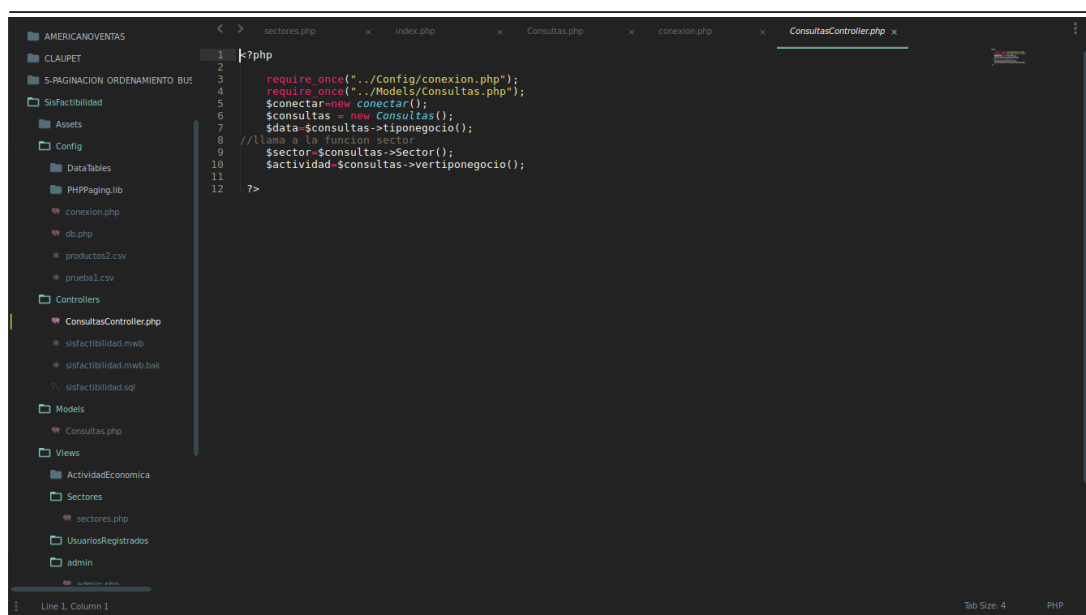 AMERICANOVENTAS
CLAUPET
5-PAGINACION ORDENAMIENTO BUS
SisFactibilidad
Assets
Config
DataTables
PHPPaging.lib
conexion.php
db.php
productos2.csv
prueba1.csv
Controllers
ConsultasController.php
sisfactibilidad.mwb
sisfactibilidad.mwb.bak
sisfactibilidad.sql
Models
Consultas.php
Views
ActividadEconomica
Sectores
sectores.php
UsuariosRegistrados
admin
admin.php
sectores.php × index.php × Consultas.php × conexion.php × ConsultasController.php ×
1 <?php
2
3 require_once("../Config/conexion.php");
4 require_once("../Models/Consultas.php");
5 $conectar=new conectar();
6 $consultas = new Consultas();
7 $data=$consultas->tiponegocio();
8 //llama a la funcion sector
9 $sector=$consultas->Sector();
10 $actividad=$consultas->vertiponegocio();
11
12 ?>
Line 1, Column 1
Tab Size: 4 PHP